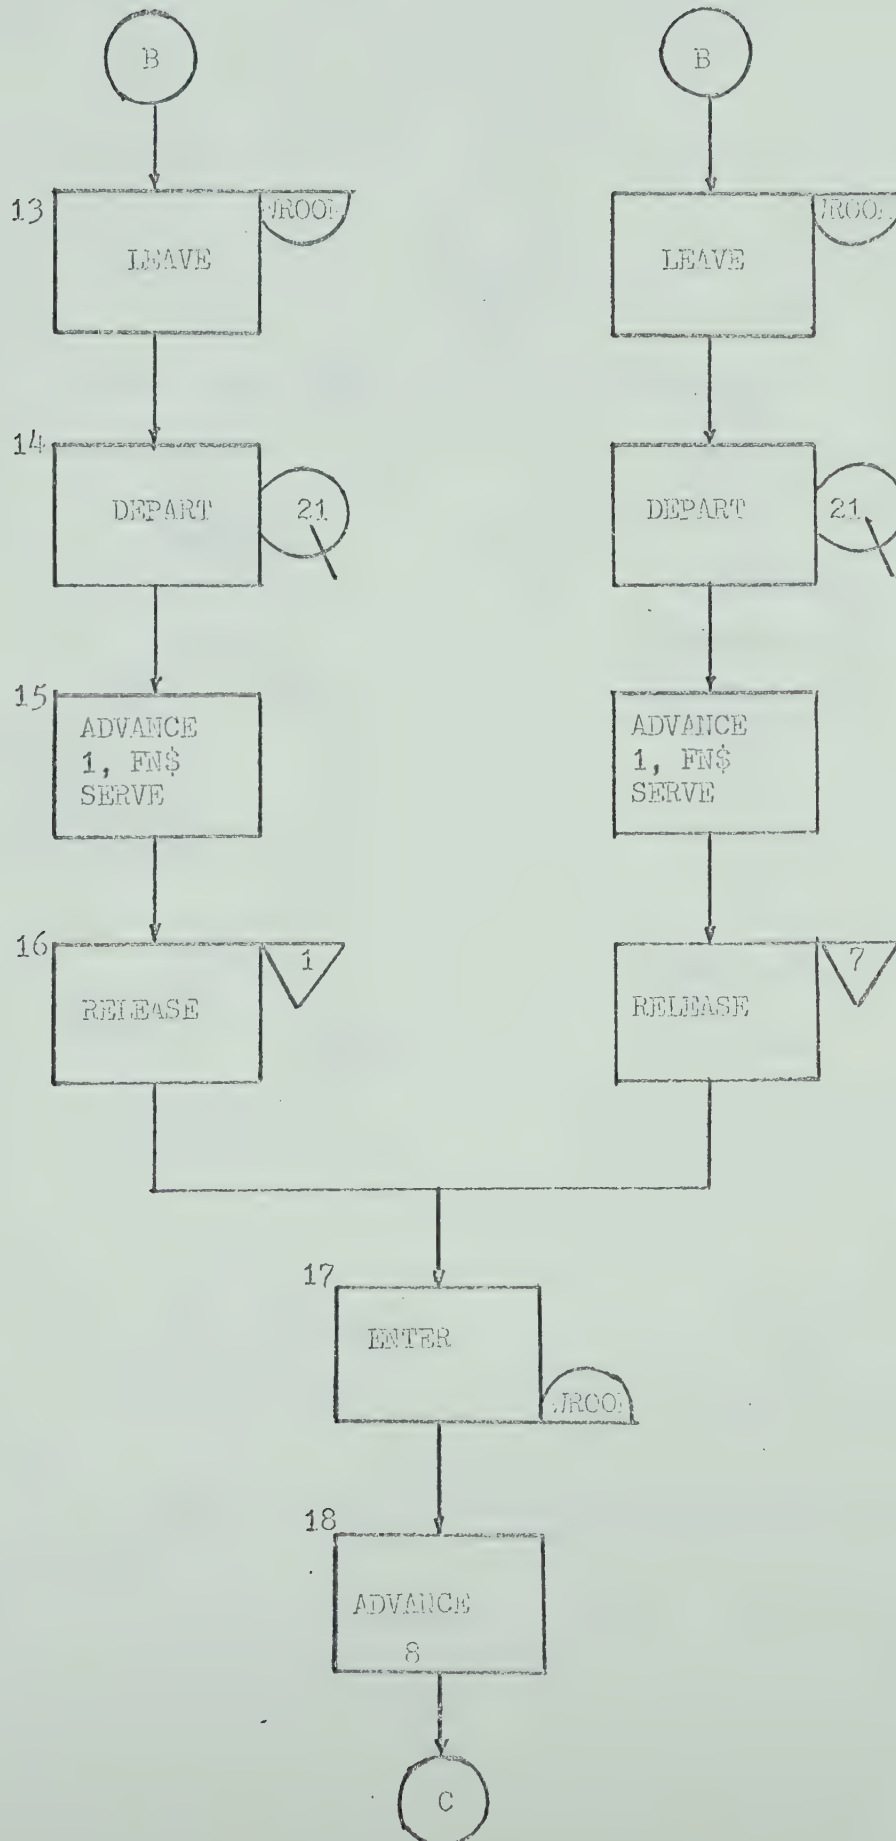 B
B
13
LEAVE
LEAVE
14
DEPART
21
DEPART
21
15
ADVANCE
1, FN$
SERVE
ADVANCE
1, FN$
SERVE
16
RELEASE
1
RELEASE
7
17
ENTER
18
ADVANCE
8
C